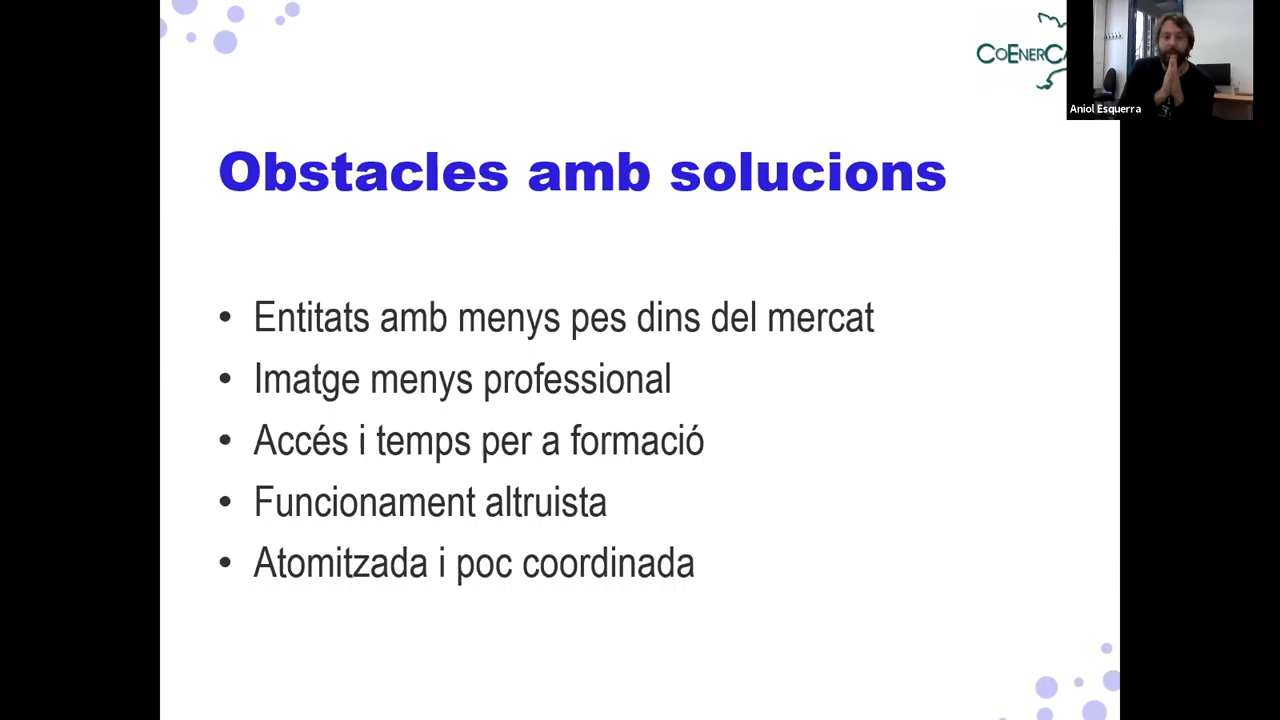 COENERCA
Aniol Esquerra
Obstacles amb solucions
• Entitats amb menys pes dins del mercat
• Imatge menys professional
• Accés i temps per a formació
• Funcionament altruista
• Atomitzada i poc coordinada